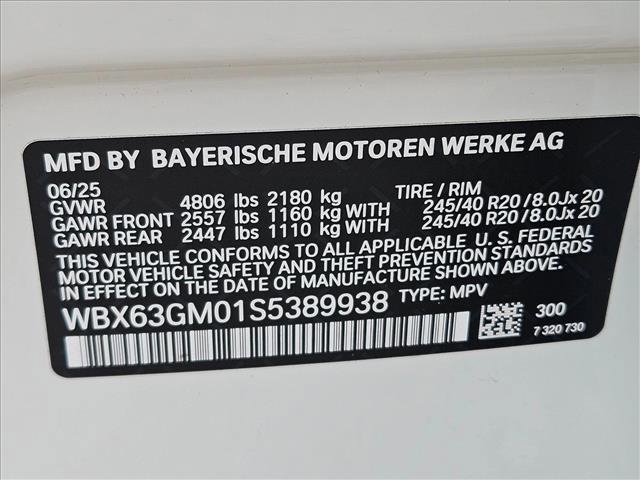 MFD BY BAYERISCHE MOTOREN WERKE AG
06/25
GVWR 4806 lbs 2180 kg TIRE / RIM
GAWR FRONT 2557 lbs 1160 kg WITH 245/40 R20 / 8.0Jx 20
GAWR REAR 2447 lbs 1110 kg WITH 245/40 R20 / 8.0Jx 20
THIS VEHICLE CONFORMS TO ALL APPLICABLE U. S. FEDERAL
MOTOR VEHICLE SAFETY AND THEFT PREVENTION STANDARDS
IN EFFECT ON THE DATE OF MANUFACTURE SHOWN ABOVE.
WBX63GM01S5389938 TYPE: MPV
300
7 320 730